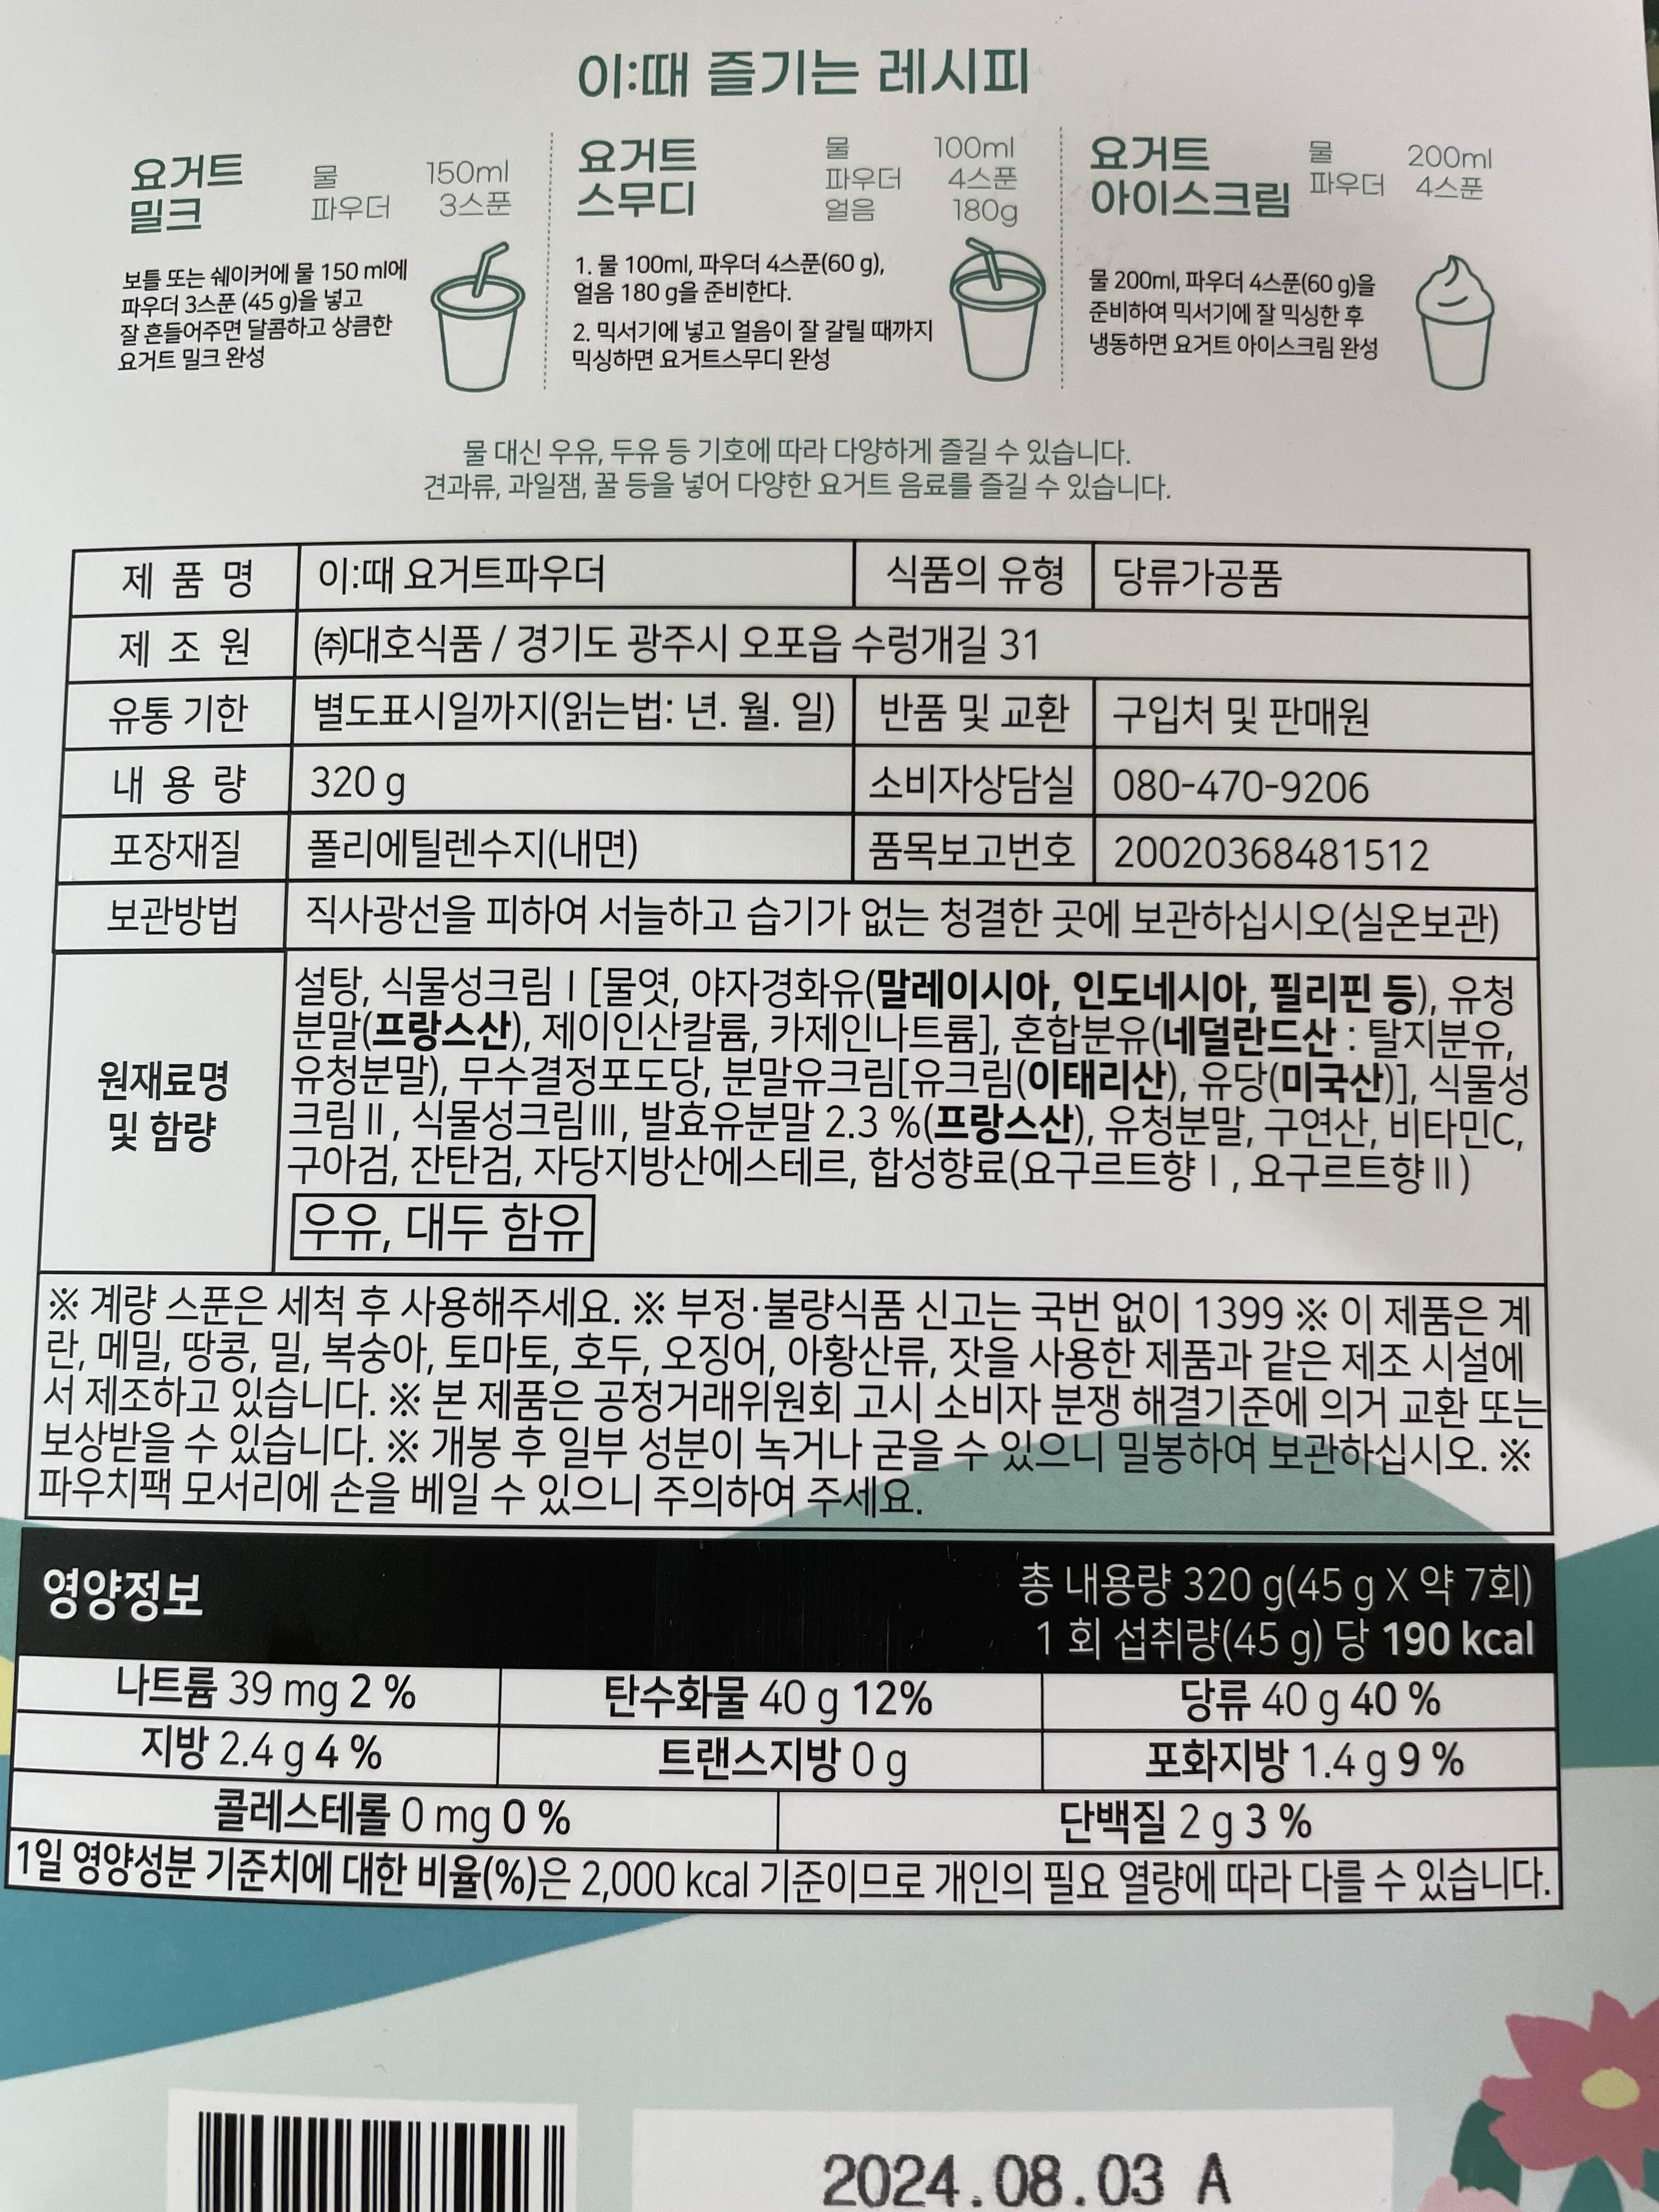 이:때 즐기는 레시피
요거트
밀크
물 150ml
파우더 3스푼
보틀 또는 쉐이커에 물 150 ml에
파우더 3스푼 (45 g)을 넣고
잘 흔들어주면 달콤하고 상큼한
요거트 밀크 완성
요거트
스무디
물 100ml
파우더 4스푼
얼음 180g
1. 물 100ml, 파우더 4스푼(60 g),
얼음 180 g을 준비한다.
2. 믹서기에 넣고 얼음이 잘 갈릴 때까지
믹싱하면 요거트스무디 완성
요거트
아이스크림
물 200ml
파우더 4스푼
물 200ml, 파우더 4스푼(60 g)을
준비하여 믹서기에 잘 믹싱한 후
냉동하면 요거트 아이스크림 완성
물 대신 우유, 두유 등 기호에 따라 다양하게 즐길 수 있습니다.
견과류, 과일잼, 꿀 등을 넣어 다양한 요거트 음료를 즐길 수 있습니다.
제 품 명 이:때 요거트파우더 식품의 유형 당류가공품
제 조 원 ㈜대호식품 / 경기도 광주시 오포읍 수렁개길 31
유통 기한 별도표시일까지(읽는법: 년. 월. 일) 반품 및 교환 구입처 및 판매원
내 용 량 320 g 소비자상담실 080-470-9206
포장재질 폴리에틸렌수지(내면) 품목보고번호 20020368481512
보관방법 직사광선을 피하여 서늘하고 습기가 없는 청결한 곳에 보관하십시오(실온보관)
원재료명
및 함량
설탕, 식물성크림Ⅰ[물엿, 야자경화유(말레이시아, 인도네시아, 필리핀 등), 유청
분말(프랑스산), 제이인산칼륨, 카제인나트륨], 혼합분유(네덜란드산 : 탈지분유,
유청분말), 무수결정포도당, 분말유크림[유크림(이태리산), 유당(미국산)], 식물성
크림Ⅱ, 식물성크림Ⅲ, 발효유분말 2.3 %(프랑스산), 유청분말, 구연산, 비타민C,
구아검, 잔탄검, 자당지방산에스테르, 합성향료(요구르트향Ⅰ, 요구르트향Ⅱ)
우유, 대두 함유
※ 계량 스푼은 세척 후 사용해주세요. ※ 부정·불량식품 신고는 국번 없이 1399 ※ 이 제품은 계
란, 메밀, 땅콩, 밀, 복숭아, 토마토, 호두, 오징어, 아황산류, 잣을 사용한 제품과 같은 제조 시설에
서 제조하고 있습니다. ※ 본 제품은 공정거래위원회 고시 소비자 분쟁 해결기준에 의거 교환 또는
보상받을 수 있습니다. ※ 개봉 후 일부 성분이 녹거나 굳을 수 있으니 밀봉하여 보관하십시오. ※
파우치팩 모서리에 손을 베일 수 있으니 주의하여 주세요.
영양정보
총 내용량 320 g(45 g X 약 7회)
1 회 섭취량(45 g) 당 190 kcal
나트륨 39 mg 2 % 탄수화물 40 g 12% 당류 40 g 40 %
지방 2.4 g 4 % 트랜스지방 0 g 포화지방 1.4 g 9 %
콜레스테롤 0 mg 0 % 단백질 2 g 3 %
1일 영양성분 기준치에 대한 비율(%)은 2,000 kcal 기준이므로 개인의 필요 열량에 따라 다를 수 있습니다.
2024.08.03 A